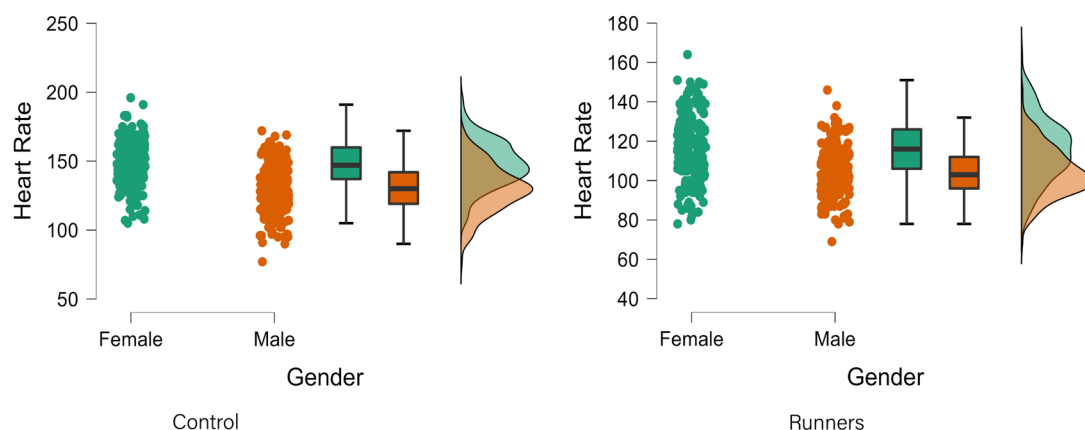 250
200
150
100
50
Heart Rate
Female
Male
Gender
Control
180
160
140
120
100
80
60
40
Heart Rate
Female
Male
Gender
Runners